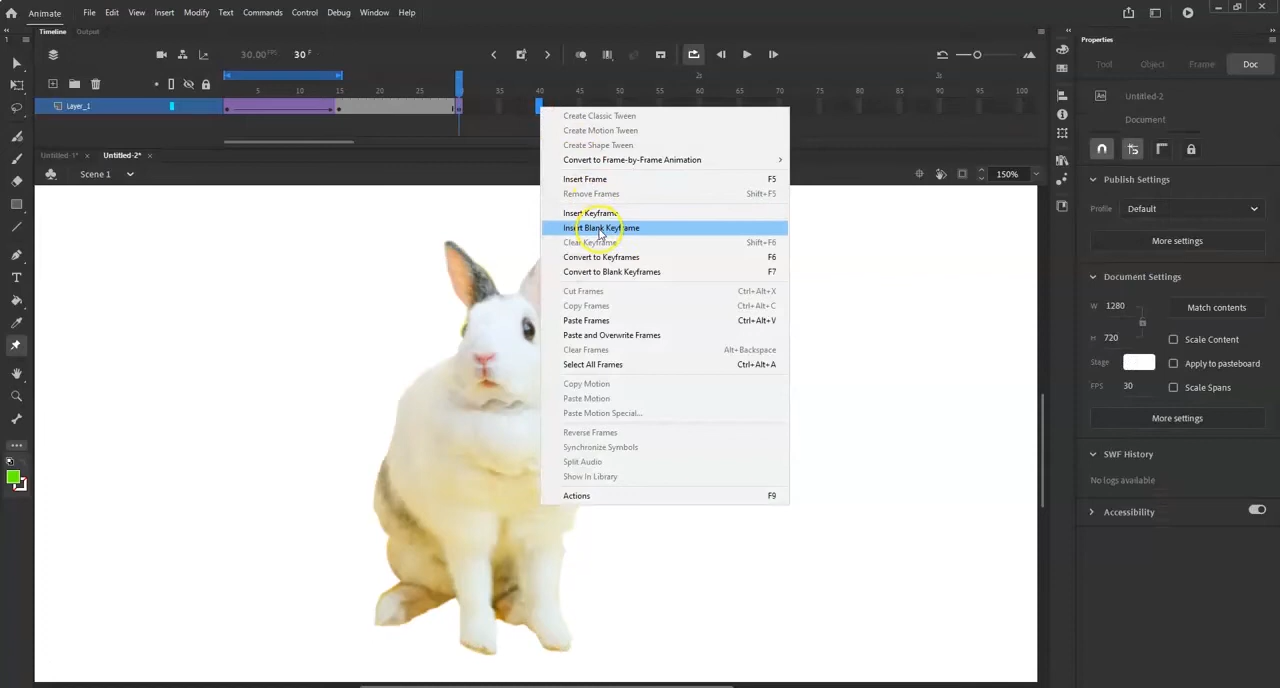 Animate File Edit View Insert Modify Text Commands Control Debug Window Help
Timeline Output
Properties
30.00 FPS 30 F
Tool Object Frame Doc
1s 2s 3s
5 10 15 20 25 30 35 40 45 50 55 60 65 70 75 80 85 90 95 100
Layer_1
Untitled-1* × Untitled-2* ×
Scene 1
150%
Create Classic Tween
Create Motion Tween
Create Shape Tween
Convert to Frame-by-Frame Animation
Insert Frame F5
Remove Frames Shift+F5
Insert Keyframe
Insert Blank Keyframe
Clear Keyframe Shift+F6
Convert to Keyframes F6
Convert to Blank Keyframes F7
Cut Frames Ctrl+Alt+X
Copy Frames Ctrl+Alt+C
Paste Frames Ctrl+Alt+V
Paste and Overwrite Frames
Clear Frames Alt+Backspace
Select All Frames Ctrl+Alt+A
Copy Motion
Paste Motion
Paste Motion Special...
Reverse Frames
Synchronize Symbols
Split Audio
Show In Library
Actions F9
An Untitled-2
Document
Publish Settings
Profile Default
More settings
Document Settings
W 1280 Match contents
H 720 Scale Content
Stage Apply to pasteboard
FPS 30 Scale Spans
More settings
SWF History
No logs available
Accessibility